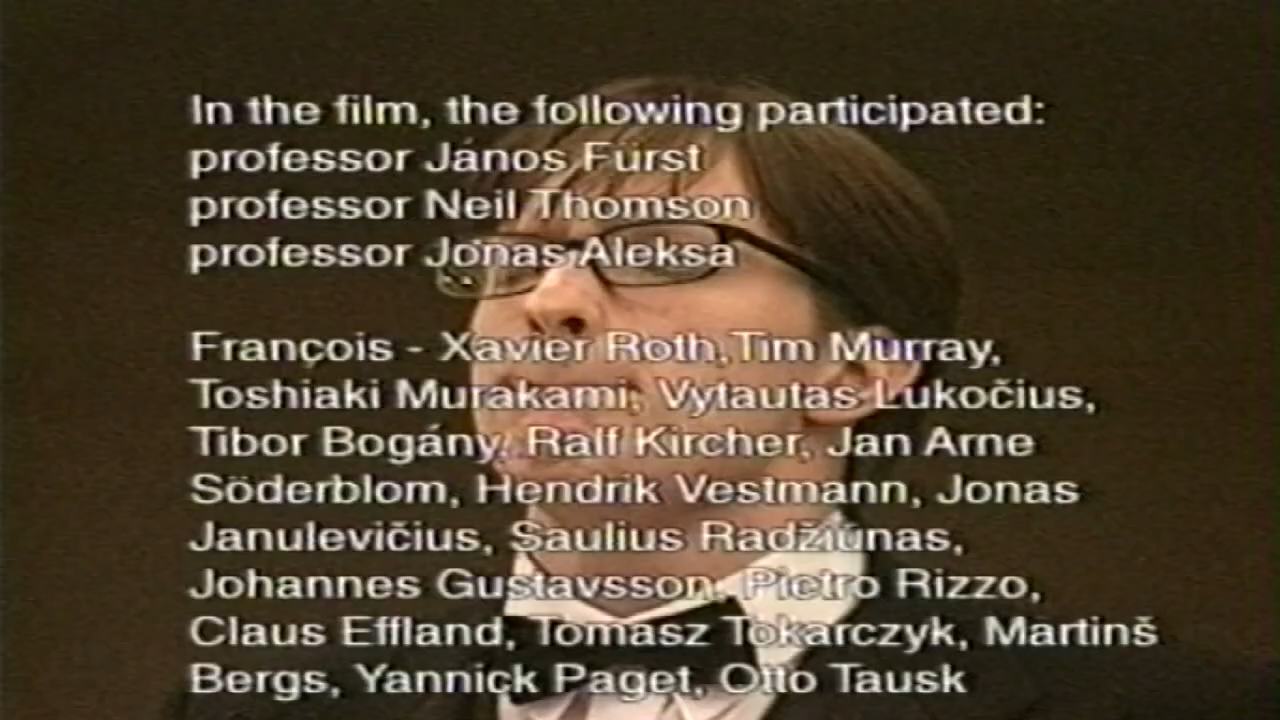 In the film, the following participated:
professor János Fürst
professor Neil Thomson
professor Jonas Aleksa
François - Xavier Roth,Tim Murray,
Toshiaki Murakami, Vytautas Lukočius,
Tibor Bogány, Ralf Kircher, Jan Arne
Söderblom, Hendrik Vestmann, Jonas
Janulevičius, Saulius Radžiūnas,
Johannes Gustavsson, Pietro Rizzo,
Claus Effland, Tomasz Tokarczyk, Martinš
Bergs, Yannick Paget, Otto Tausk